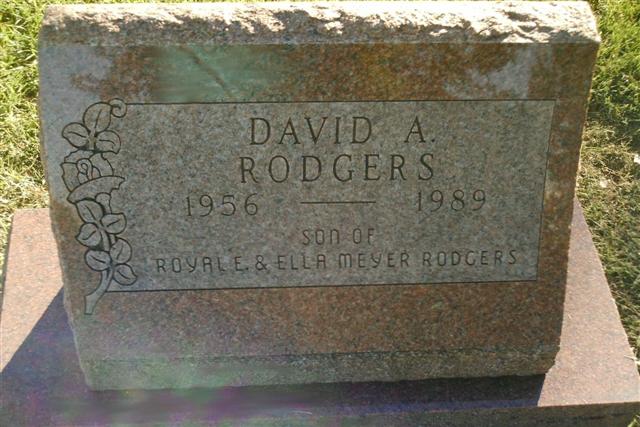 DAVID A.
RODGERS
1956 — 1989
SON OF
ROYAL E. & ELLA MEYER RODGERS